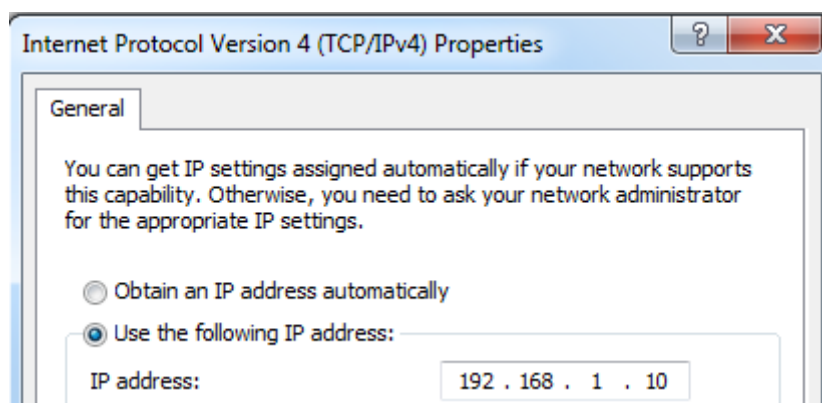 Internet Protocol Version 4 (TCP/IPv4) Properties
General
You can get IP settings assigned automatically if your network supports
this capability. Otherwise, you need to ask your network administrator
for the appropriate IP settings.
Obtain an IP address automatically
Use the following IP address:
IP address: 192 . 168 . 1 . 10